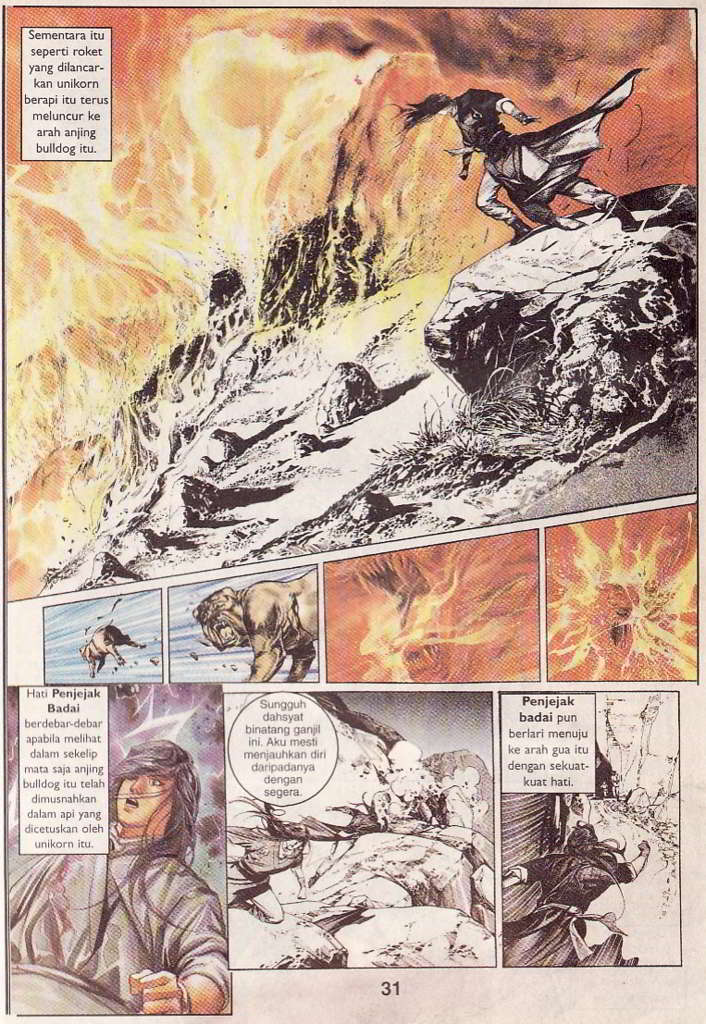 Sementara itu
seperti roket
yang dilancar-
kan unikorn
berapi itu terus
meluncur ke
arah anjing
bulldog itu.
Hati Penjejak
Badai
berdebar-debar
apabila melihat
dalam sekelip
mata saja anjing
bulldog itu telah
dimusnahkan
dalam api yang
dicetuskan oleh
unikorn itu.
Sungguh
dahsyat
binatang ganjil
ini. Aku mesti
menjauhkan diri
daripadanya
dengan
segera.
Penjejak
badai pun
berlari menuju
ke arah gua itu
dengan sekuat-
kuat hati.
31